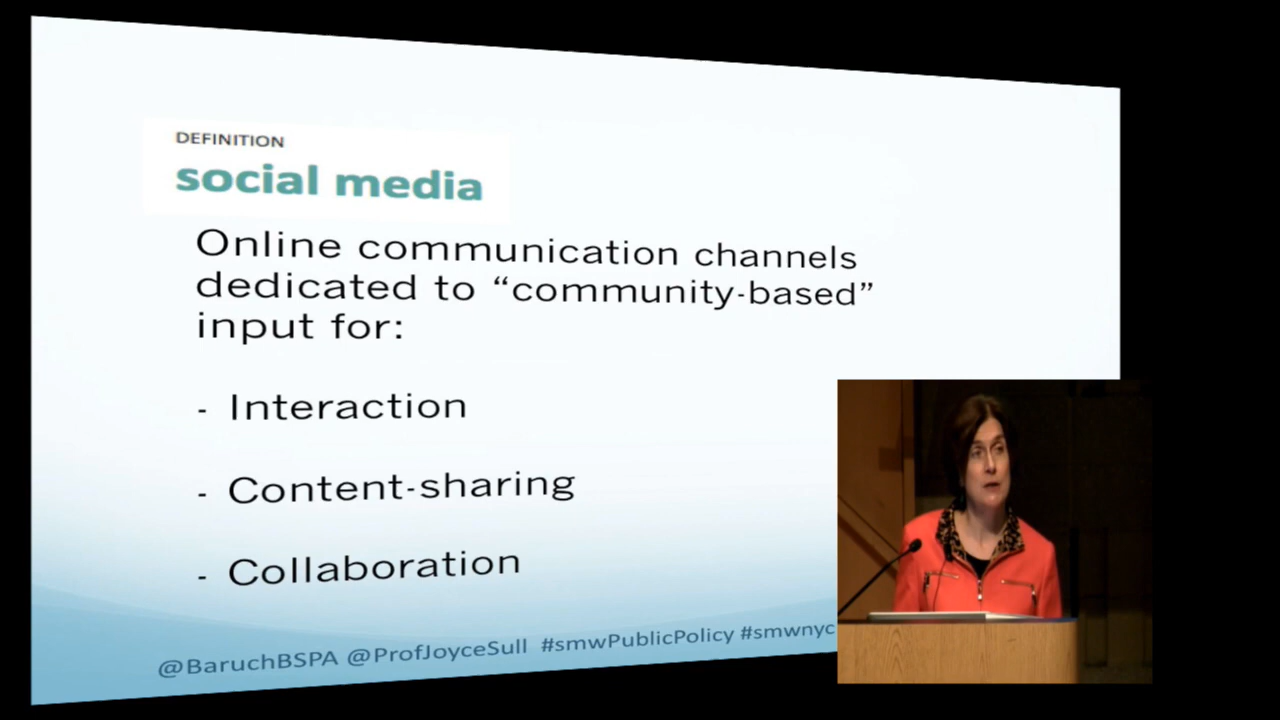 DEFINITION
social media
Online communication channels
dedicated to “community-based”
input for:
- Interaction
- Content-sharing
- Collaboration
@BaruchBSPA @ProfJoyceSull #smwPublicPolicy #smwnyc